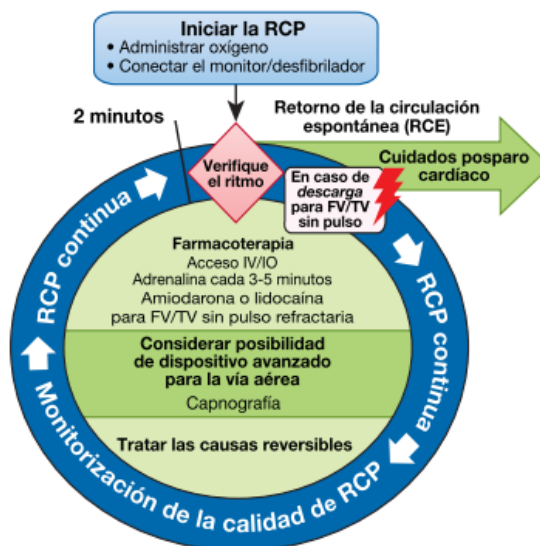 Iniciar la RCP
• Administrar oxígeno
• Conectar el monitor/desfibrilador
2 minutos
Retorno de la circulación
espontánea (RCE)
Verifique
el ritmo
Cuidados posparo
cardíaco
En caso de
descarga
para FV/TV
sin pulso
RCP continua
RCP continua
Farmacoterapia
Acceso IV/IO
Adrenalina cada 3-5 minutos
Amiodarona o lidocaína
para FV/TV sin pulso refractaria
Considerar posibilidad
de dispositivo avanzado
para la vía aérea
Capnografía
Tratar las causas reversibles
Monitorización de la calidad de RCP